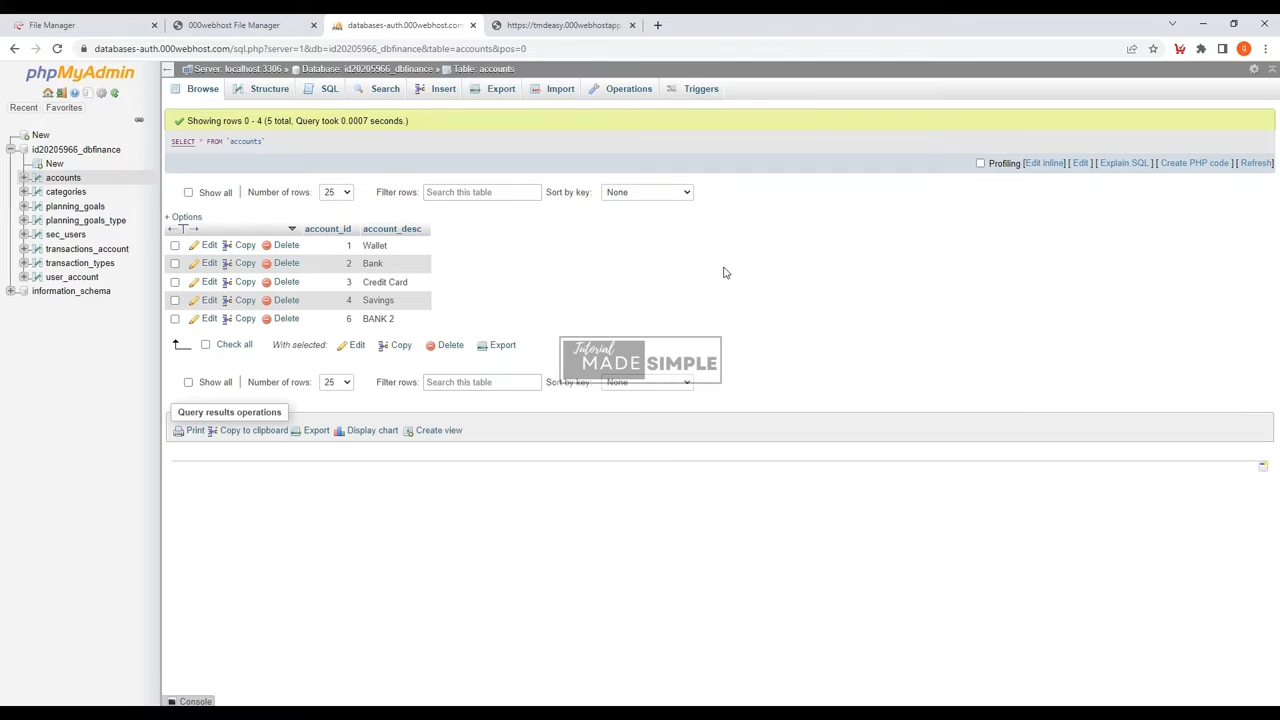 File Manager
000webhost File Manager
databases-auth.000webhost.com
https://tmdeasy.000webhostapp
databases-auth.000webhost.com/sql.php?server=1&db=id20205966_dbfinance&table=accounts&pos=0
9
phpMyAdmin
Server: localhost:3306 » Database: id20205966_dbfinance » Table: accounts
Browse Structure SQL Search Insert Export Import Operations Triggers
Recent Favorites
New
id20205966_dbfinance
New
accounts
categories
planning_goals
planning_goals_type
sec_users
transactions_account
transaction_types
user_account
information_schema
Showing rows 0 - 4 (5 total, Query took 0.0007 seconds.)
SELECT * FROM `accounts`
Profiling [Edit inline] [ Edit ] [ Explain SQL ] [ Create PHP code ] [ Refresh]
Show all Number of rows: 25 Filter rows: Search this table Sort by key: None
+ Options
←T→ account_id account_desc
Edit Copy Delete 1 Wallet
Edit Copy Delete 2 Bank
Edit Copy Delete 3 Credit Card
Edit Copy Delete 4 Savings
Edit Copy Delete 6 BANK 2
Check all With selected: Edit Copy Delete Export
Tutorial
MADE SIMPLE
Show all Number of rows: 25 Filter rows: Search this table Sort by key: None
Query results operations
Print Copy to clipboard Export Display chart Create view
Console